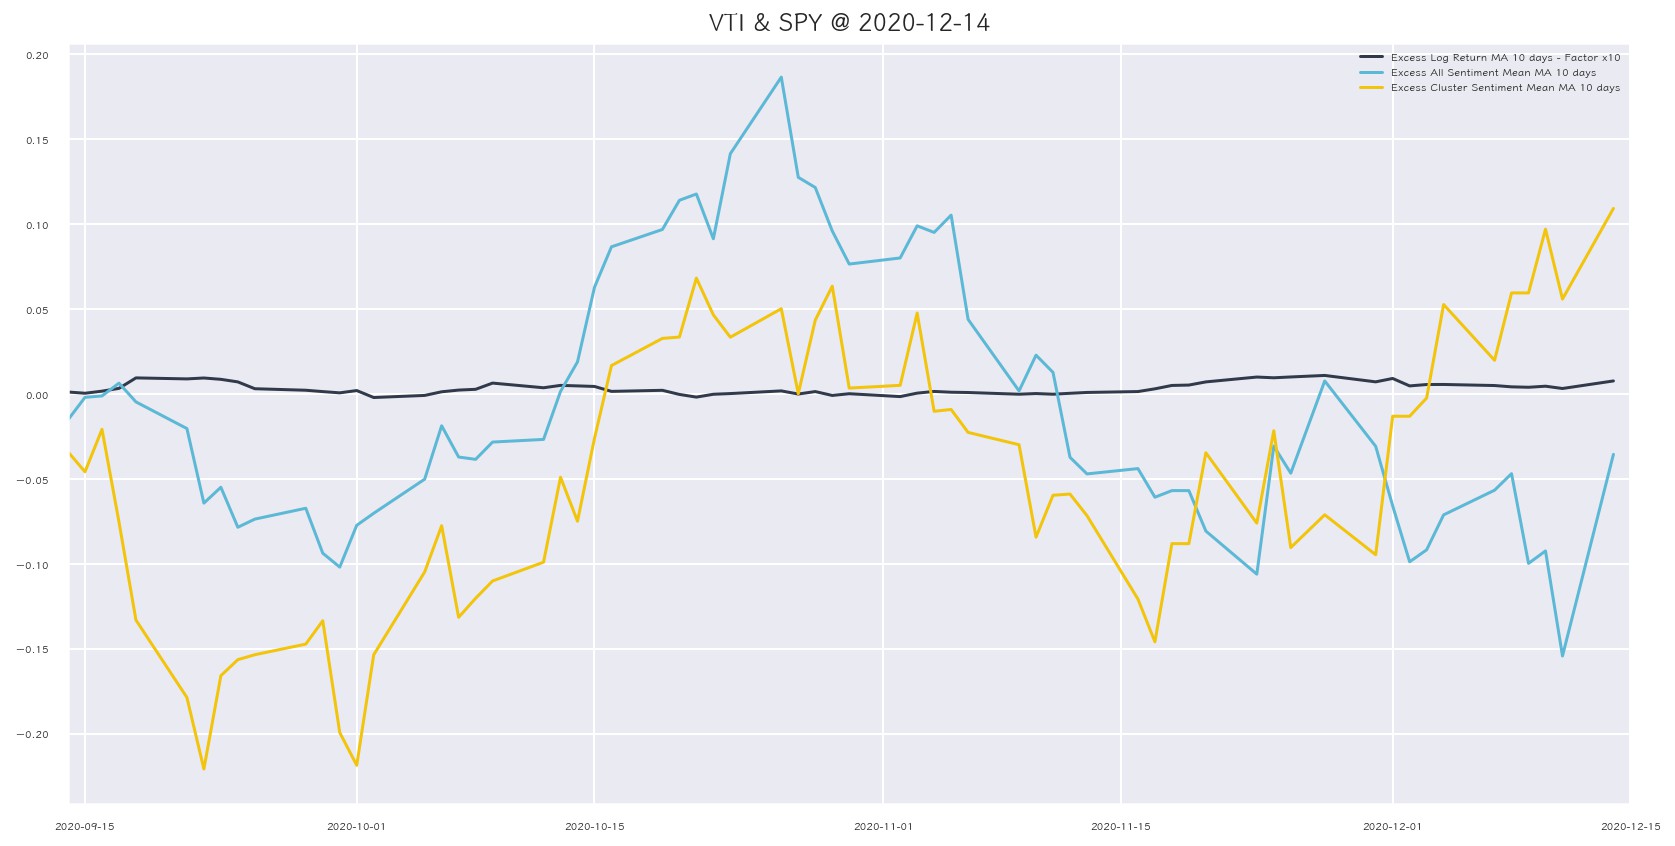 VTI & SPY @ 2020-12-14
Excess Log Return MA 10 days - Factor x10
Excess All Sentiment Mean MA 10 days
Excess Cluster Sentiment Mean MA 10 days
0.20
0.15
0.10
0.05
0.00
−0.05
−0.10
−0.15
−0.20
2020-09-15 2020-10-01 2020-10-15 2020-11-01 2020-11-15 2020-12-01 2020-12-15